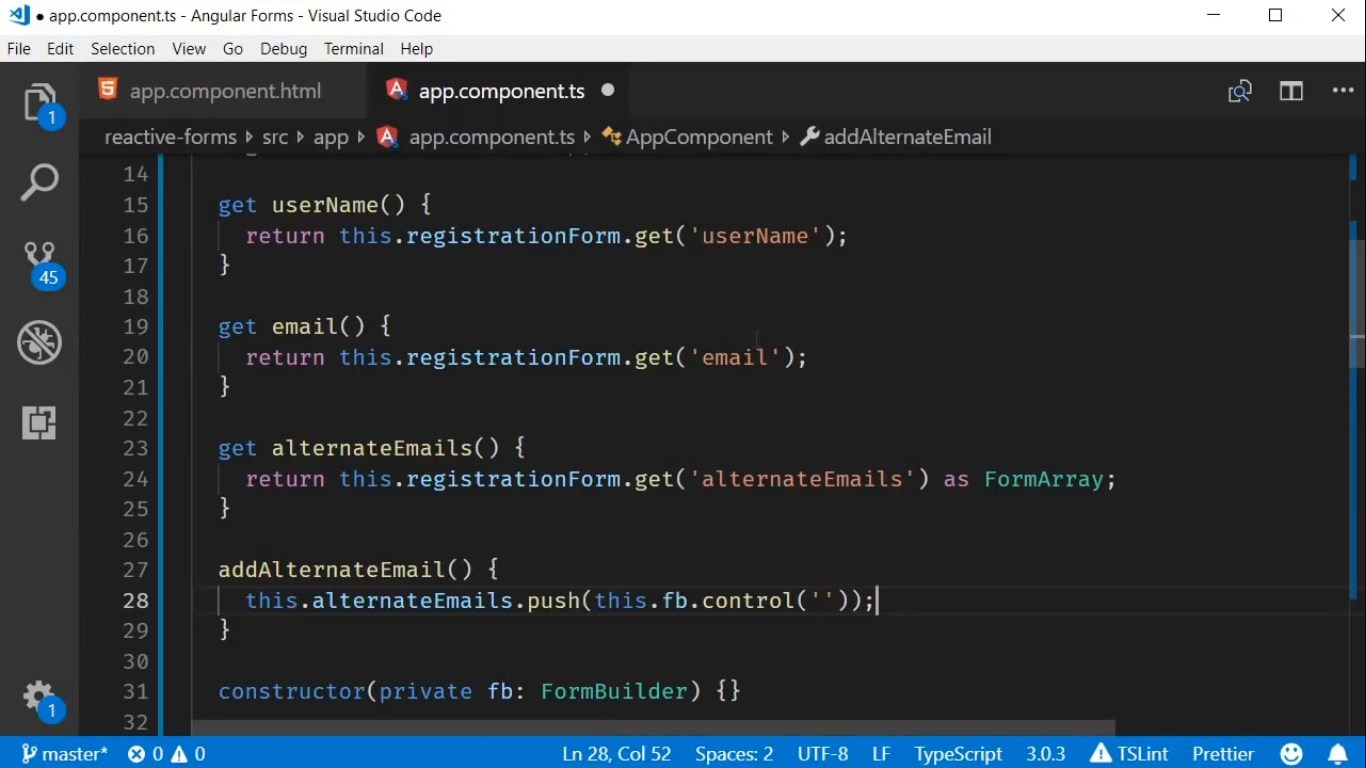 ● app.component.ts - Angular Forms - Visual Studio Code
File Edit Selection View Go Debug Terminal Help
app.component.html app.component.ts
reactive-forms src app app.component.ts AppComponent addAlternateEmail
14
15 get userName() {
16 return this.registrationForm.get('userName');
17 }
18
19 get email() {
20 return this.registrationForm.get('email');
21 }
22
23 get alternateEmails() {
24 return this.registrationForm.get('alternateEmails') as FormArray;
25 }
26
27 addAlternateEmail() {
28 this.alternateEmails.push(this.fb.control(''));
29 }
30
31 constructor(private fb: FormBuilder) {}
32
1
45
1
master* 0 0 Ln 28, Col 52 Spaces: 2 UTF-8 LF TypeScript 3.0.3 TSLint Prettier